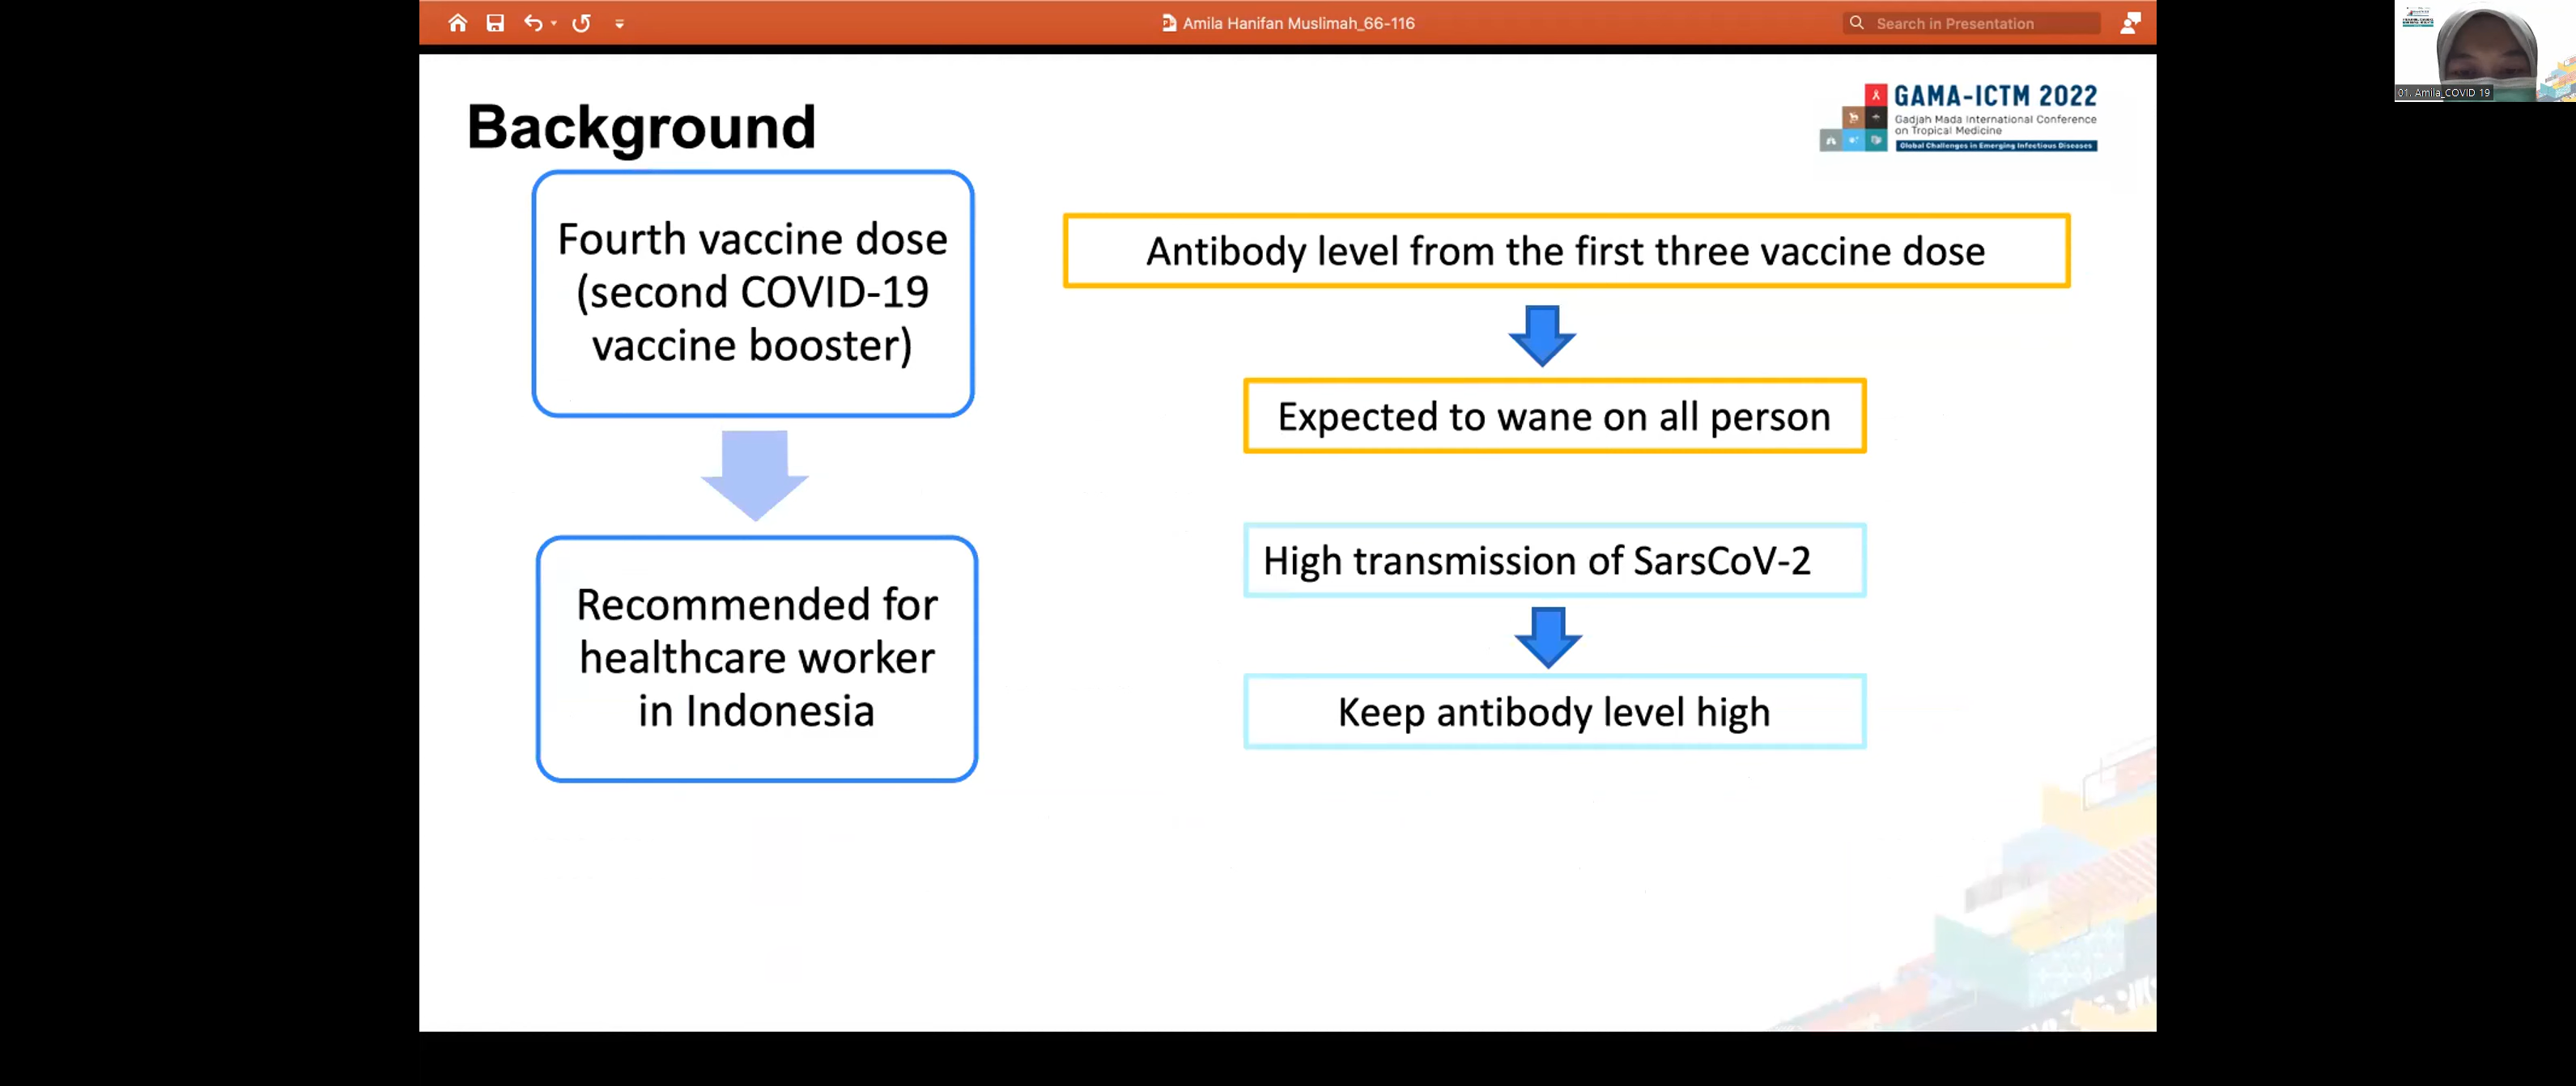 Amila Hanifan Muslimah_66-116
Search in Presentation
01. Amila_COVID 19
Background
GAMA-ICTM 2022
Gadjah Mada International Conference
on Tropical Medicine
Global Challenges in Emerging Infectious Diseases
Fourth vaccine dose
(second COVID-19
vaccine booster)
Recommended for
healthcare worker
in Indonesia
Antibody level from the first three vaccine dose
Expected to wane on all person
High transmission of SarsCoV-2
Keep antibody level high